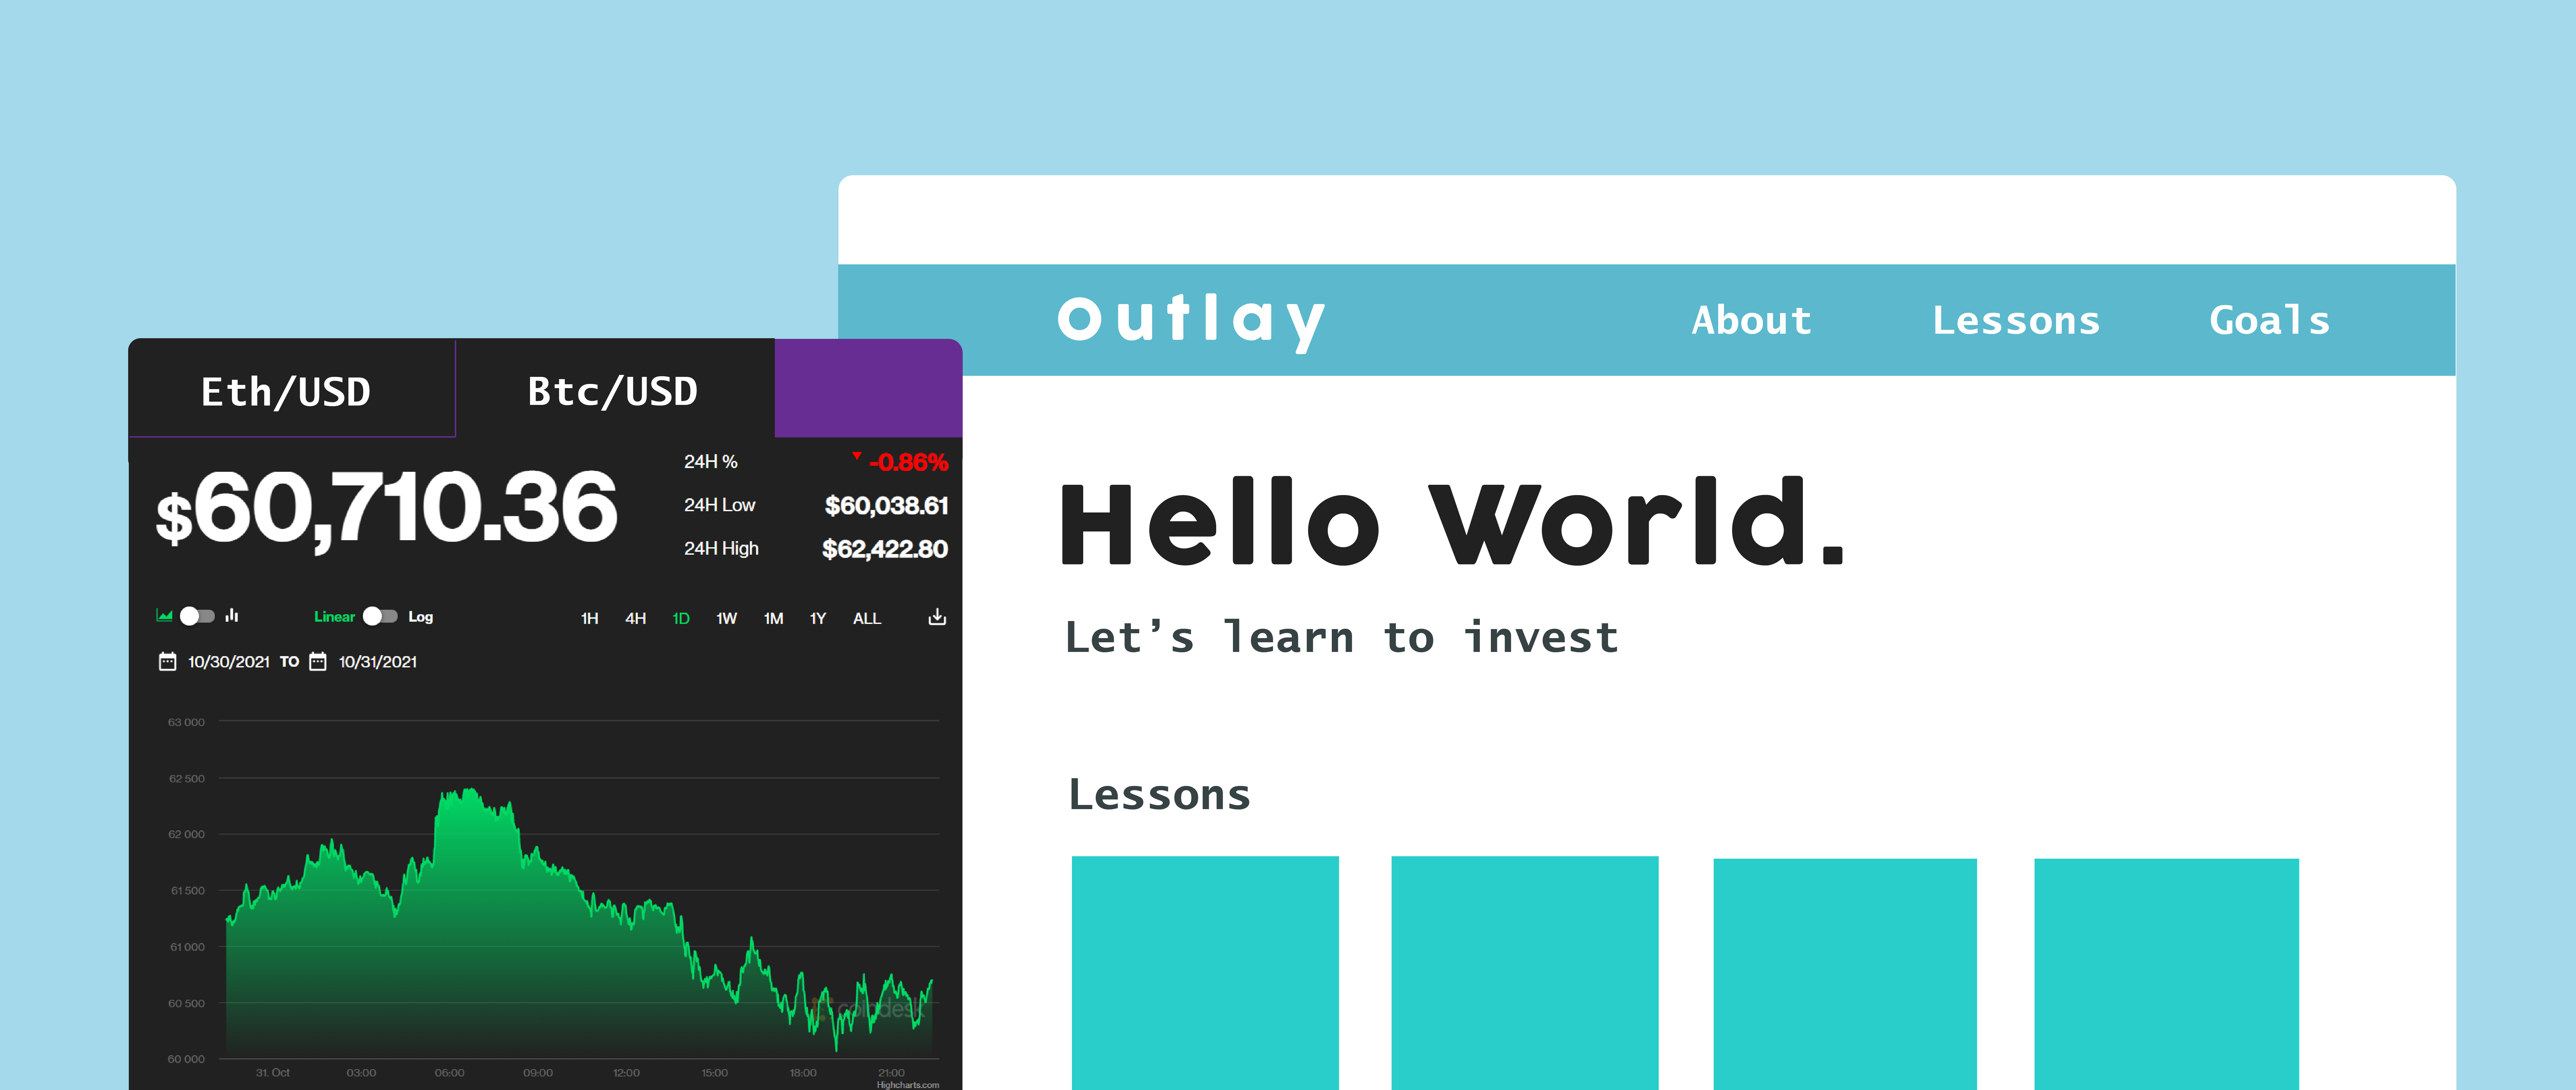 outlay
About Lessons Goals
Eth/USD Btc/USD
$60,710.36
24H % -0.86%
24H Low $60,038.61
24H High $62,422.80
Linear Log
1H 4H 1D 1W 1M 1Y ALL
10/30/2021 TO 10/31/2021
63 000
62 500
62 000
61 500
61 000
60 500
60 000
coindesk
31. Oct 03:00 06:00 09:00 12:00 15:00 18:00 21:00
Highcharts.com
Hello World.
Let’s learn to invest
Lessons